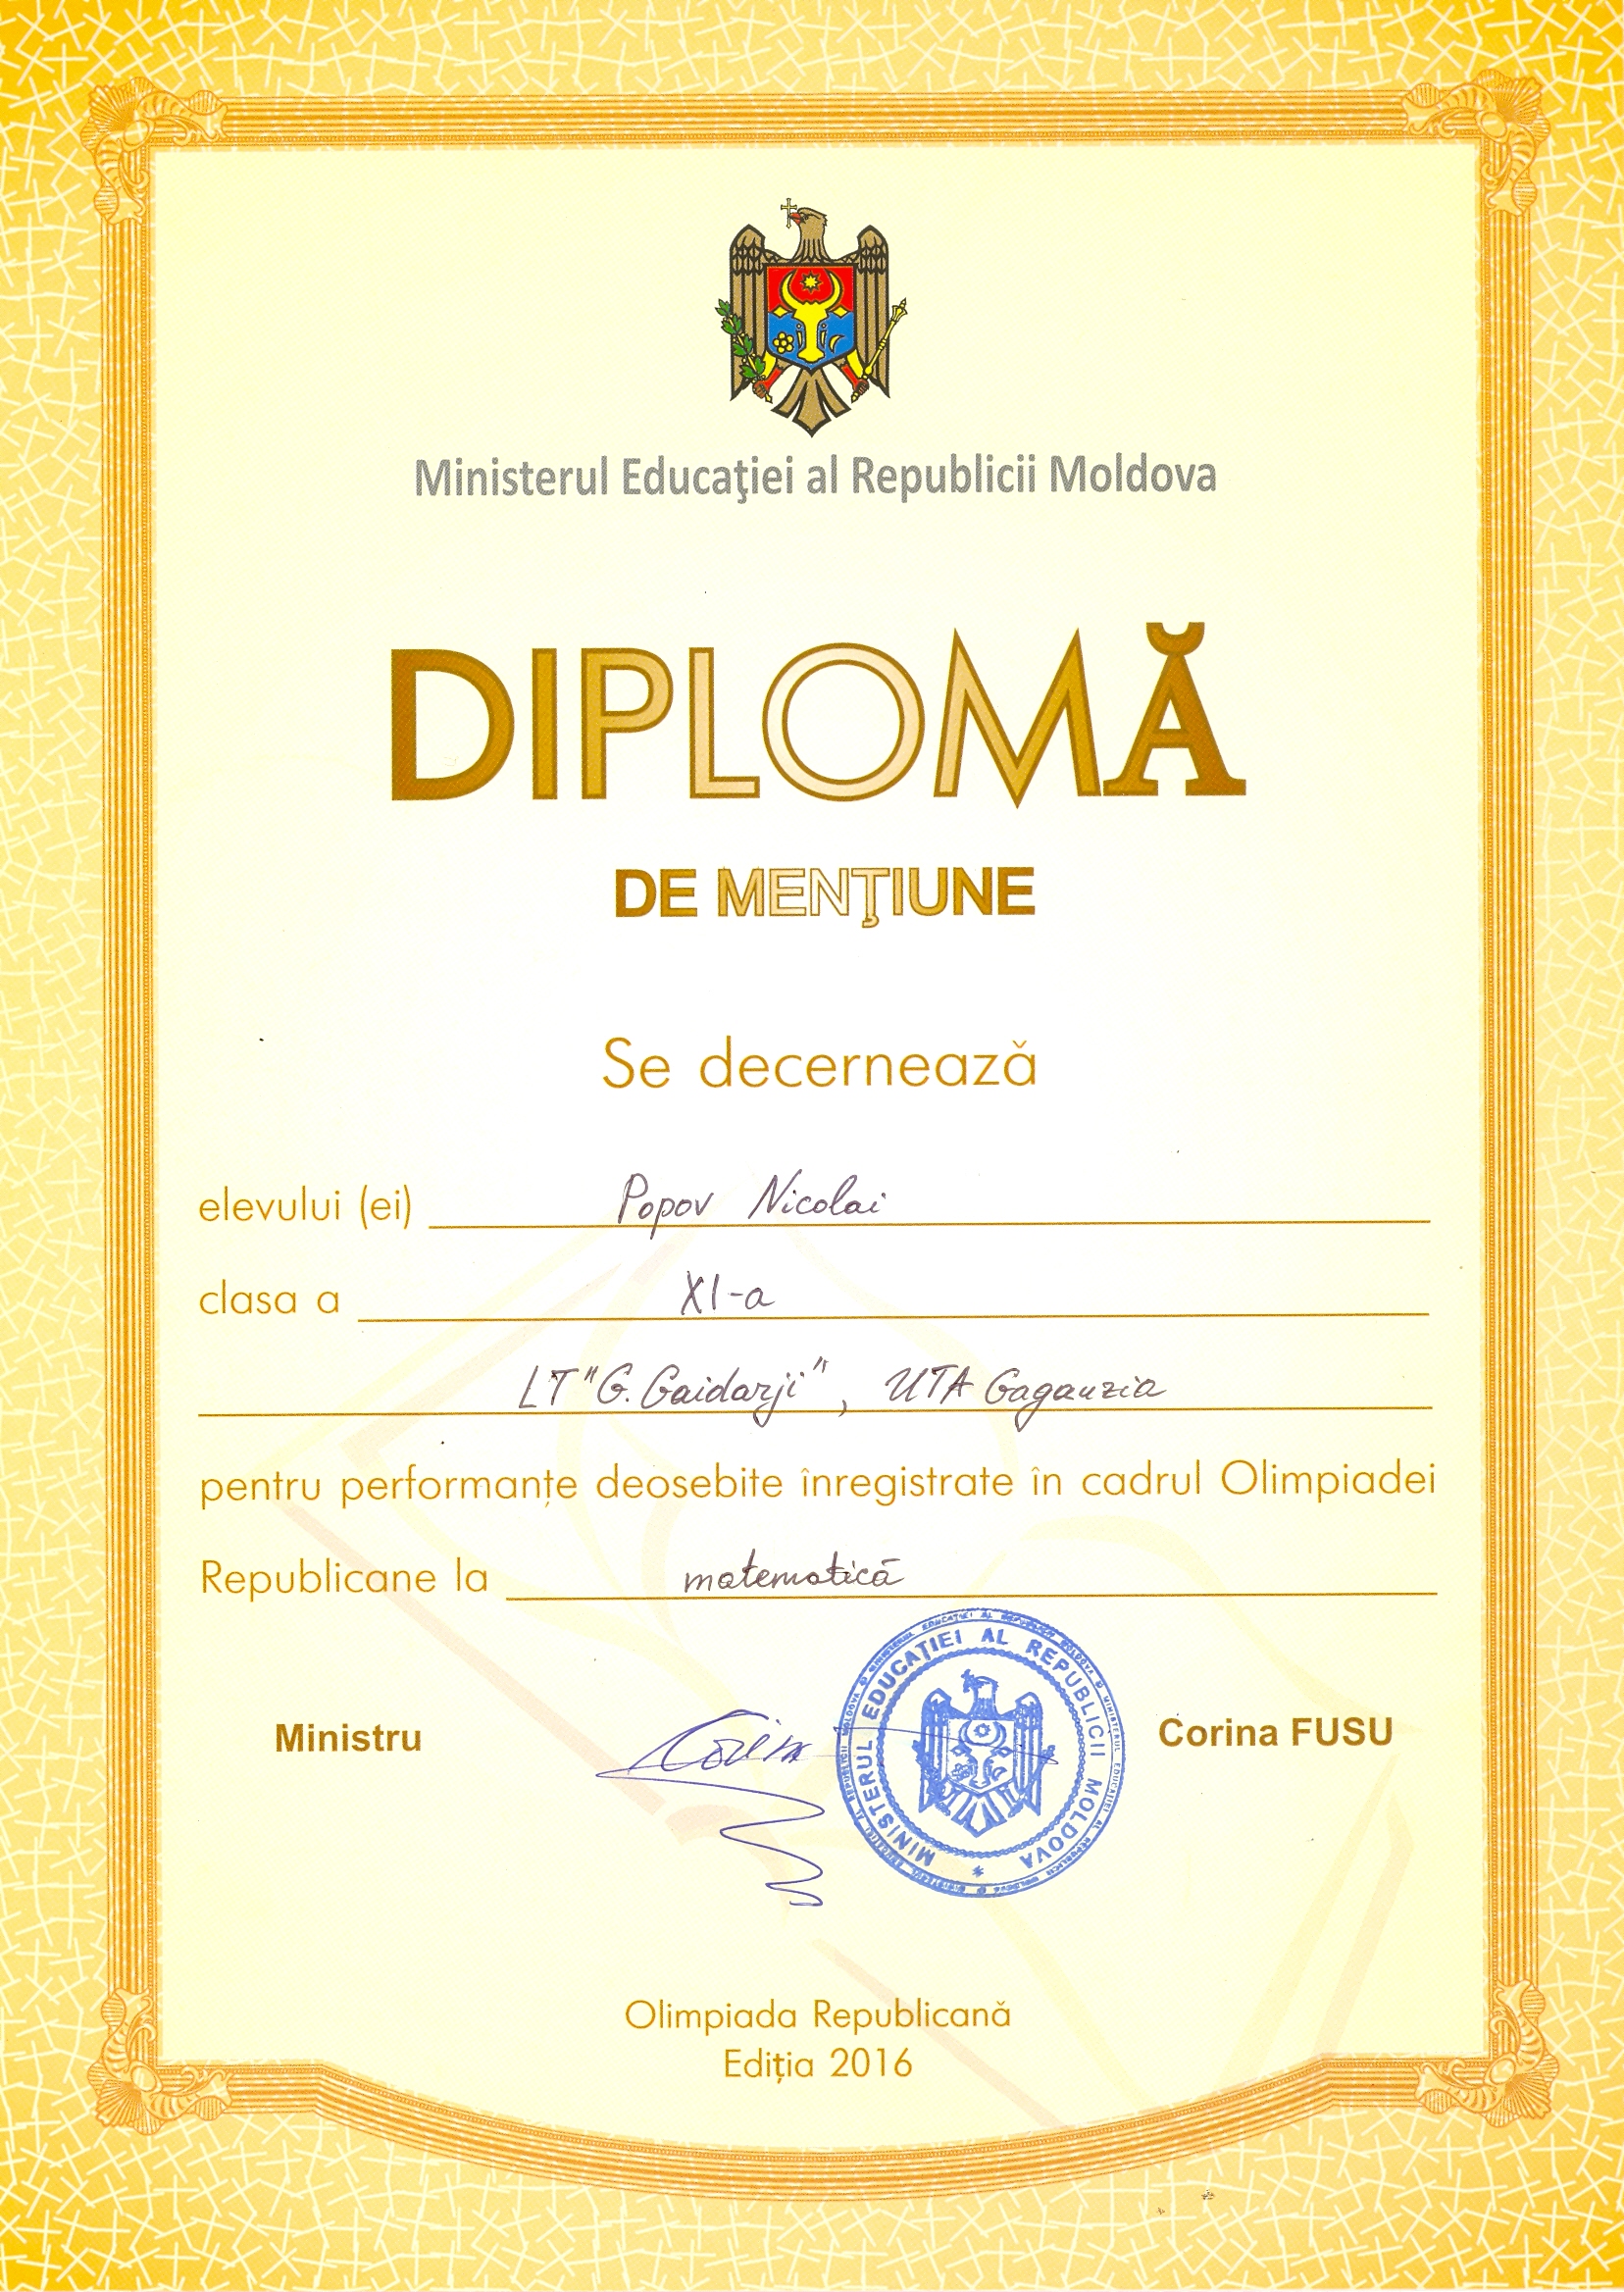 Ministerul Educaţiei al Republicii Moldova
DIPLOMĂ
DE MENŢIUNE
Se decernează
elevului (ei) Popov Nicolai
clasa a XI-a
LT "G. Gaidarji", UTA Gagauzia
pentru performanțe deosebite înregistrate în cadrul Olimpiadei
Republicane la matematică
MINISTERUL EDUCAŢIEI AL REPUBLICII MOLDOVA *
Ministru
Corina FUSU
Olimpiada Republicană
Ediția 2016